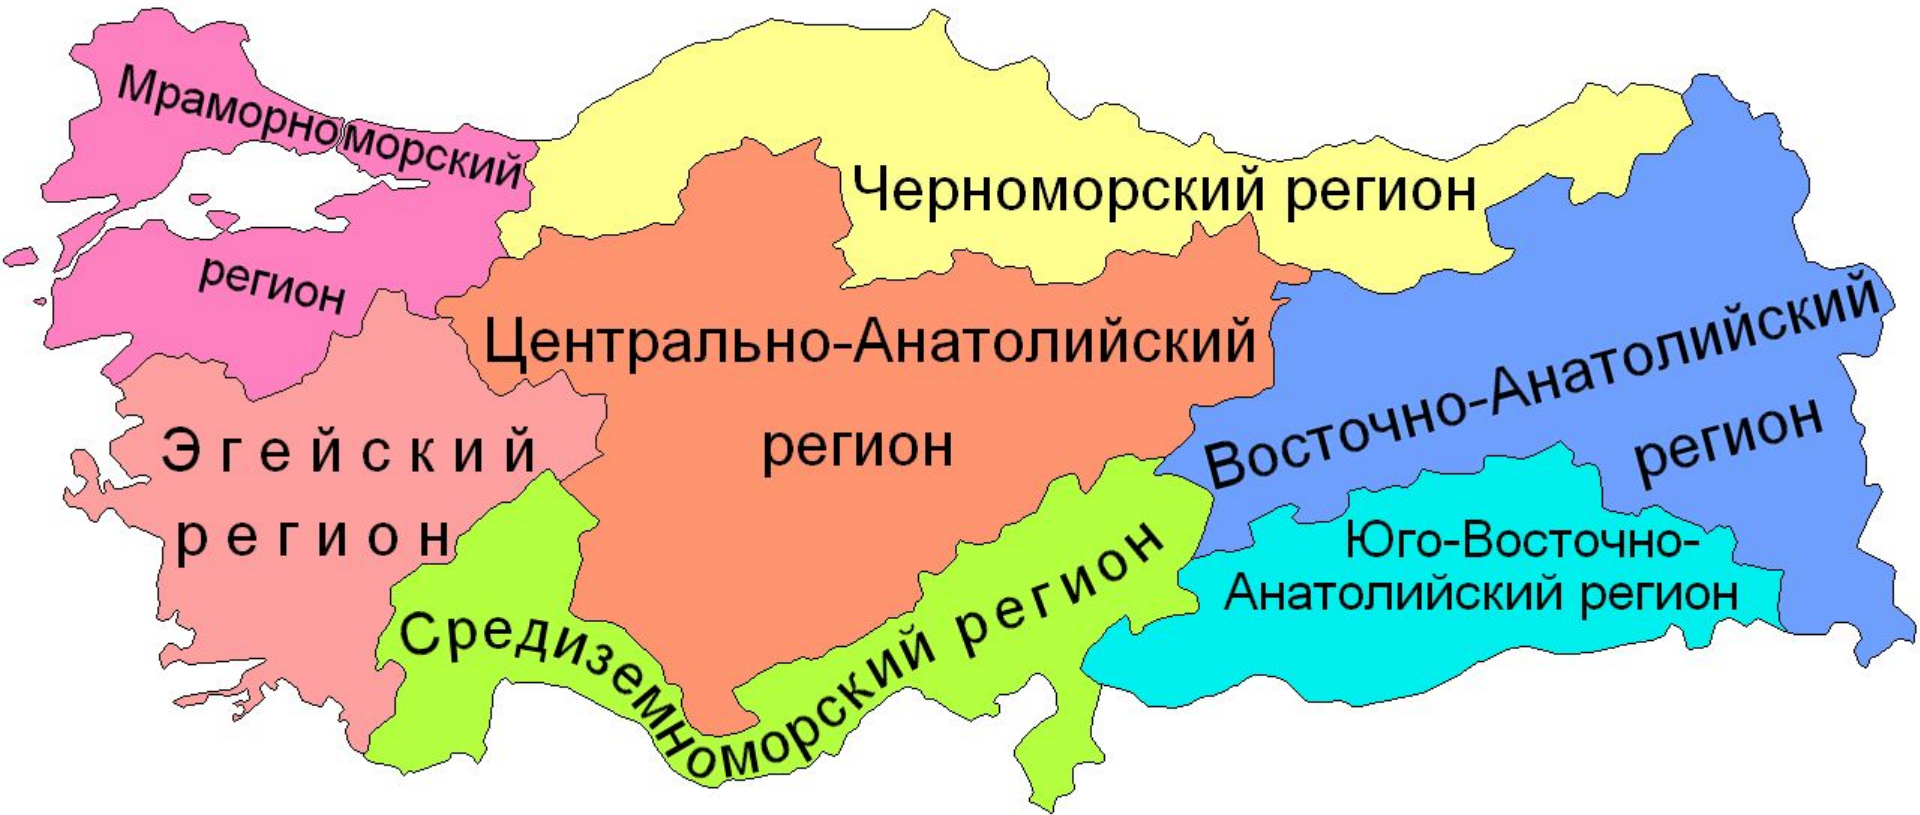 Мраморноморский
регион
Черноморский регион
Центрально-Анатолийский
регион
Восточно-Анатолийский
регион
Эгейский
регион
Юго-Восточно-
Анатолийский регион
Средиземноморский регион